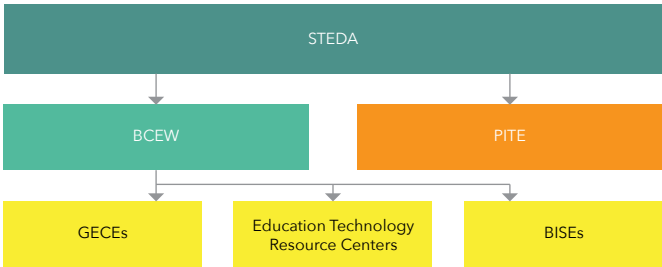 STEDA
BCEW
PITE
GECEs
Education Technology
Resource Centers
BISEs